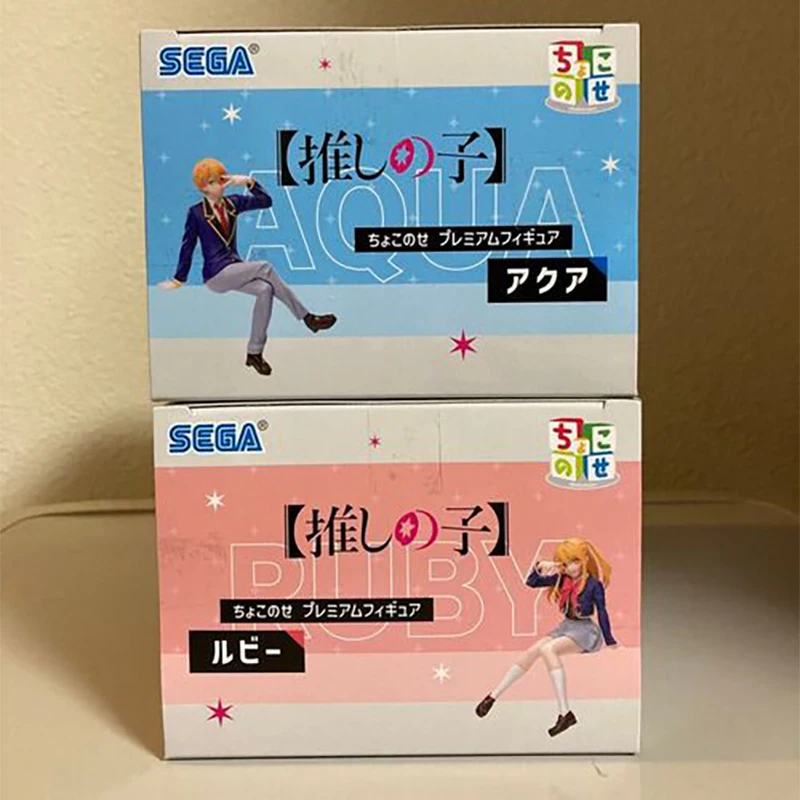 SEGA®
ちょこのせ
【推しの子】
AQUA
ちょこのせ プレミアムフィギュア
アクア
SEGA®
ちょこのせ
【推しの子】
RUBY
ちょこのせ プレミアムフィギュア
ルビー